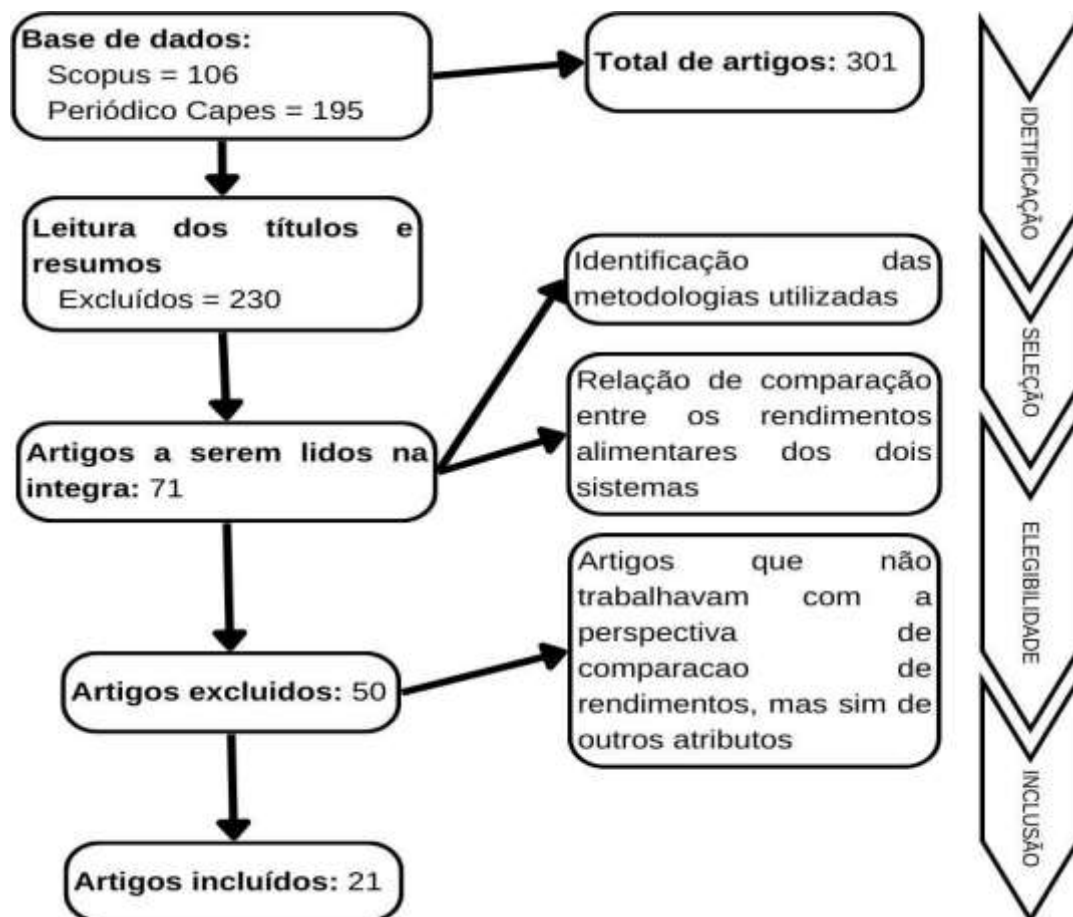 Base de dados:
Scopus = 106
Periódico Capes = 195
Total de artigos: 301
Leitura dos títulos e
resumos
Excluídos = 230
Identificação das
metodologias utilizadas
Relação de comparação
entre os rendimentos
alimentares dos dois
sistemas
Artigos a serem lidos na
integra: 71
Artigos que não
trabalhavam com a
perspectiva de
comparacao de
rendimentos, mas sim de
outros atributos
Artigos excluidos: 50
Artigos incluídos: 21
IDETIFICAÇÃO
SELEÇÃO
ELEGIBILIDADE
INCLUSÃO